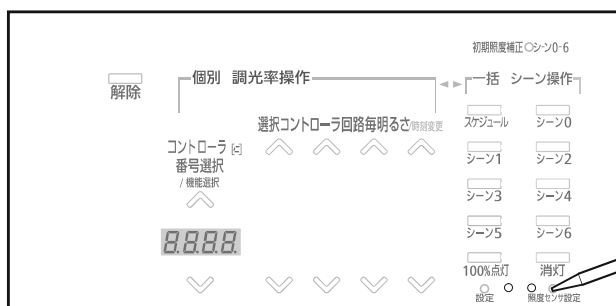 初期照度補正○シーン0-6
個別 調光率操作
一括 シーン操作
解除
選択コントローラ回路毎明るさ/時刻変更
スケジュール
シーン0
コントローラ [-]
番号選択
/ 機能選択
シーン1
シーン2
シーン3
シーン4
8.8.8.8.
シーン5
シーン6
100%点灯
消灯
設定
照度センサ設定